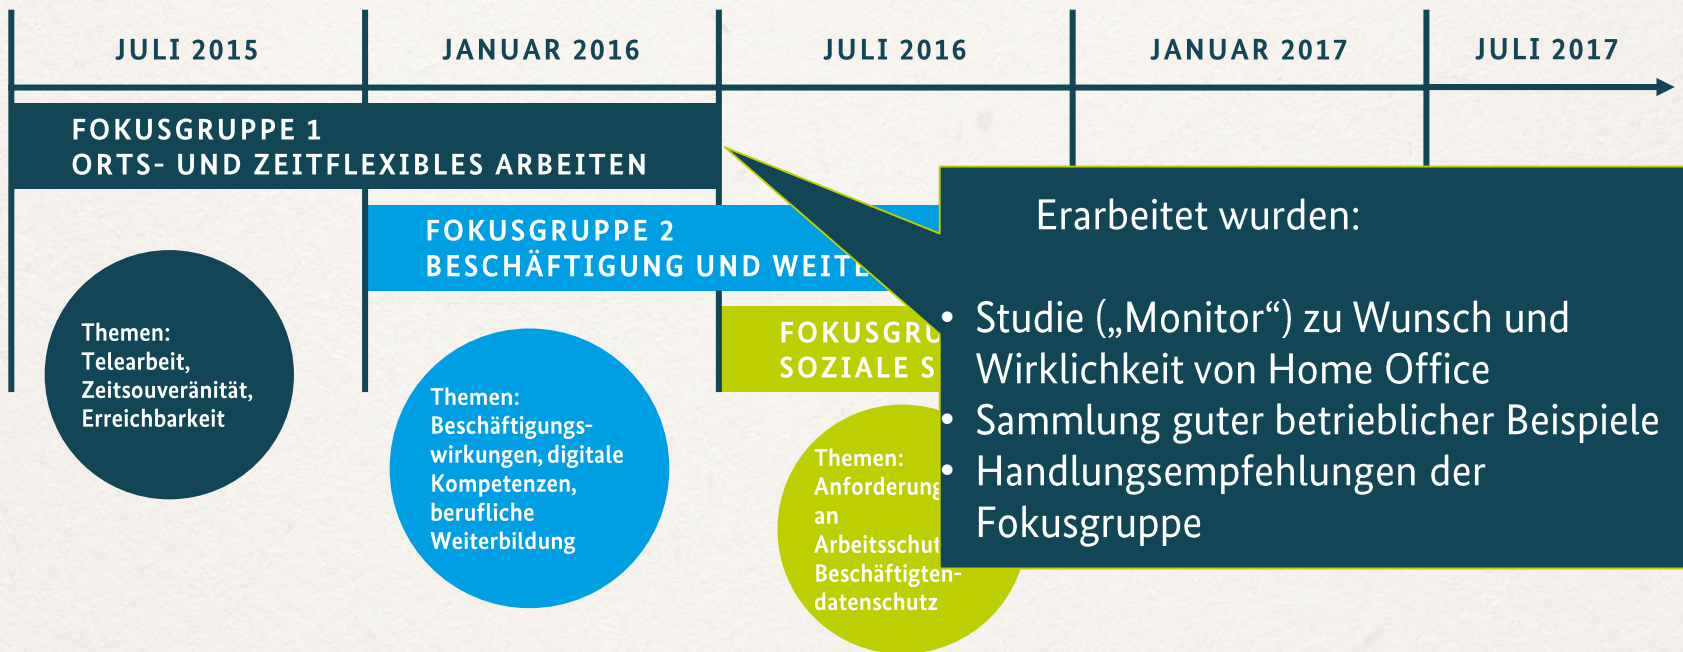 JULI 2015
JANUAR 2016
JULI 2016
JANUAR 2017
JULI 2017
FOKUSGRUPPE 1
ORTS- UND ZEITFLEXIBLES ARBEITEN
FOKUSGRUPPE 2
BESCHÄFTIGUNG UND WEITE
FOKUSGRU
SOZIALE S
Themen:
Telearbeit,
Zeitsouveränität,
Erreichbarkeit
Themen:
Beschäftigungs-
wirkungen, digitale
Kompetenzen,
berufliche
Weiterbildung
Themen:
Anforderung
an
Arbeitsschut
Beschäftigten-
datenschutz
Erarbeitet wurden:
• Studie („Monitor“) zu Wunsch und
Wirklichkeit von Home Office
• Sammlung guter betrieblicher Beispiele
• Handlungsempfehlungen der
Fokusgruppe